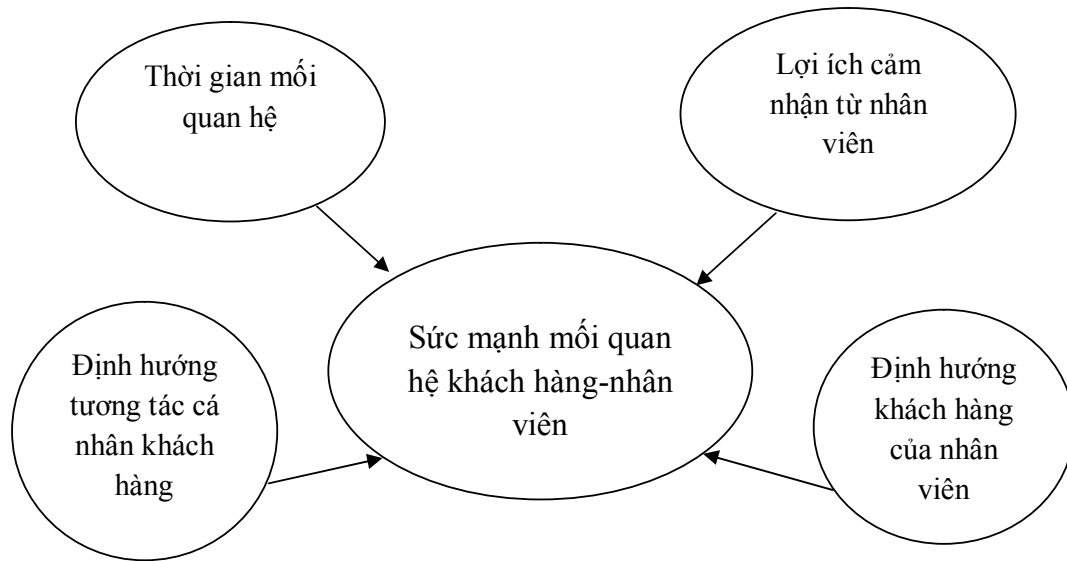 Thời gian mối
quan hệ
Lợi ích cảm
nhận từ nhân
viên
Sức mạnh mối quan
hệ khách hàng-nhân
viên
Định hướng
tương tác cá
nhân khách
hàng
Định hướng
khách hàng
của nhân
viên